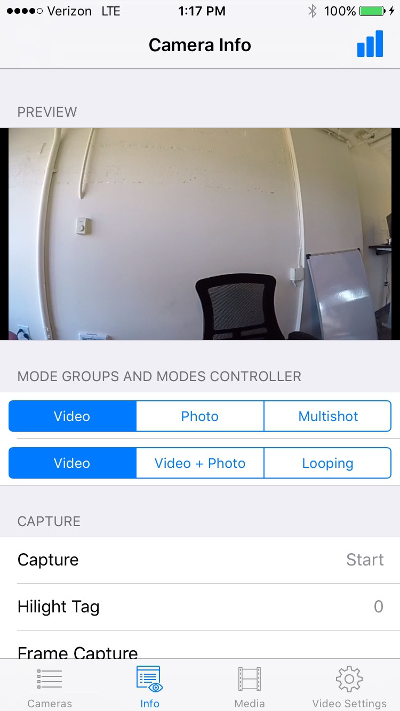 Verizon LTE 1:17 PM 100%
Camera Info
PREVIEW
MODE GROUPS AND MODES CONTROLLER
Video Photo Multishot
Video Video + Photo Looping
CAPTURE
Capture Start
Hilight Tag 0
Frame Capture
Cameras Info Media Video Settings